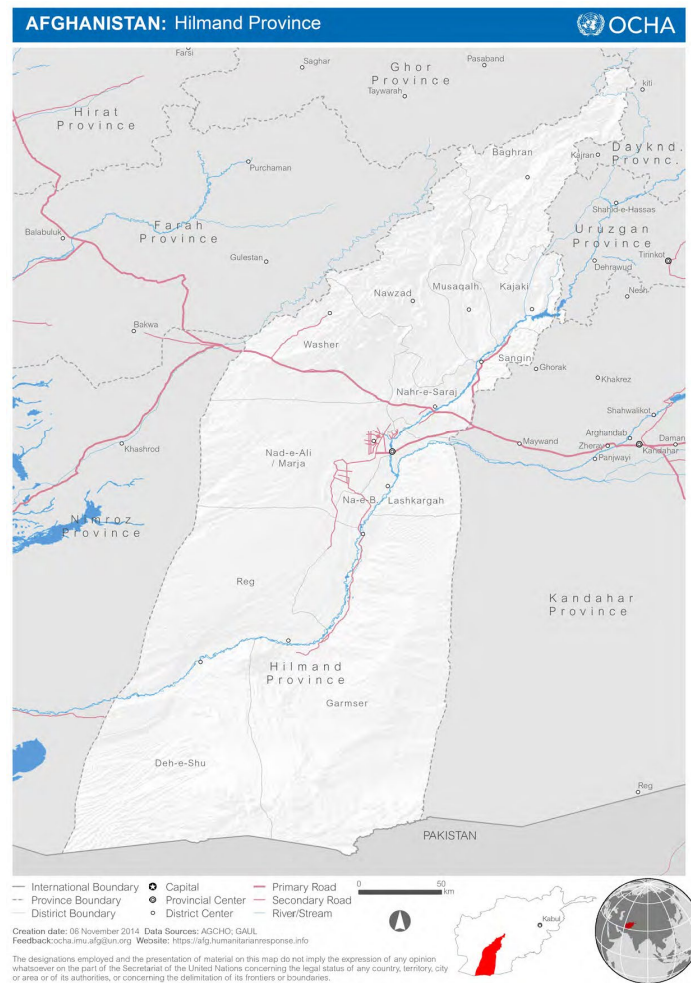 AFGHANISTAN: Hilmand Province
OCHA
Farsi
Saghar
Ghor
Province
Pasaband
Taywarah
kiti
Hirat
Province
Baghran
Kajran
Dayknd.
Provnc.
Purchaman
Shahid-e-Hassas
Farah
Province
Balabuluk
Uruzgan
Province
Gulestan
Tirinkot
Dehrawud
Nesh
Nawzad
Musaqalh.
Kajaki
Bakwa
Washer
Sangin
Ghorak
Khakrez
Nahr-e-Saraj
Shahwalikot
Khashrod
Nad-e-Ali
/ Marja
Maywand
Arghandab
Zheray
Daman
Kandahar
Panjwayi
Na-e-B.
Lashkargah
Nimroz
Province
Reg
Kandahar
Province
Hilmand
Province
Garmser
Deh-e-Shu
Reg
PAKISTAN
International Boundary
Capital
Primary Road
0 50
km
Province Boundary
Provincial Center
Secondary Road
District Boundary
District Center
River/Stream
Kabul
Creation date: 06 November 2014 Data Sources: AGCHO; GAUL
Feedback:ocha.imu.afg@un.org Website: https://afg.humanitarianresponse.info
The designations employed and the presentation of material on this map do not imply the expression of any opinion
whatsoever on the part of the Secretariat of the United Nations concerning the legal status of any country, territory, city
or area or of its authorities, or concerning the delimitation of its frontiers or boundaries.